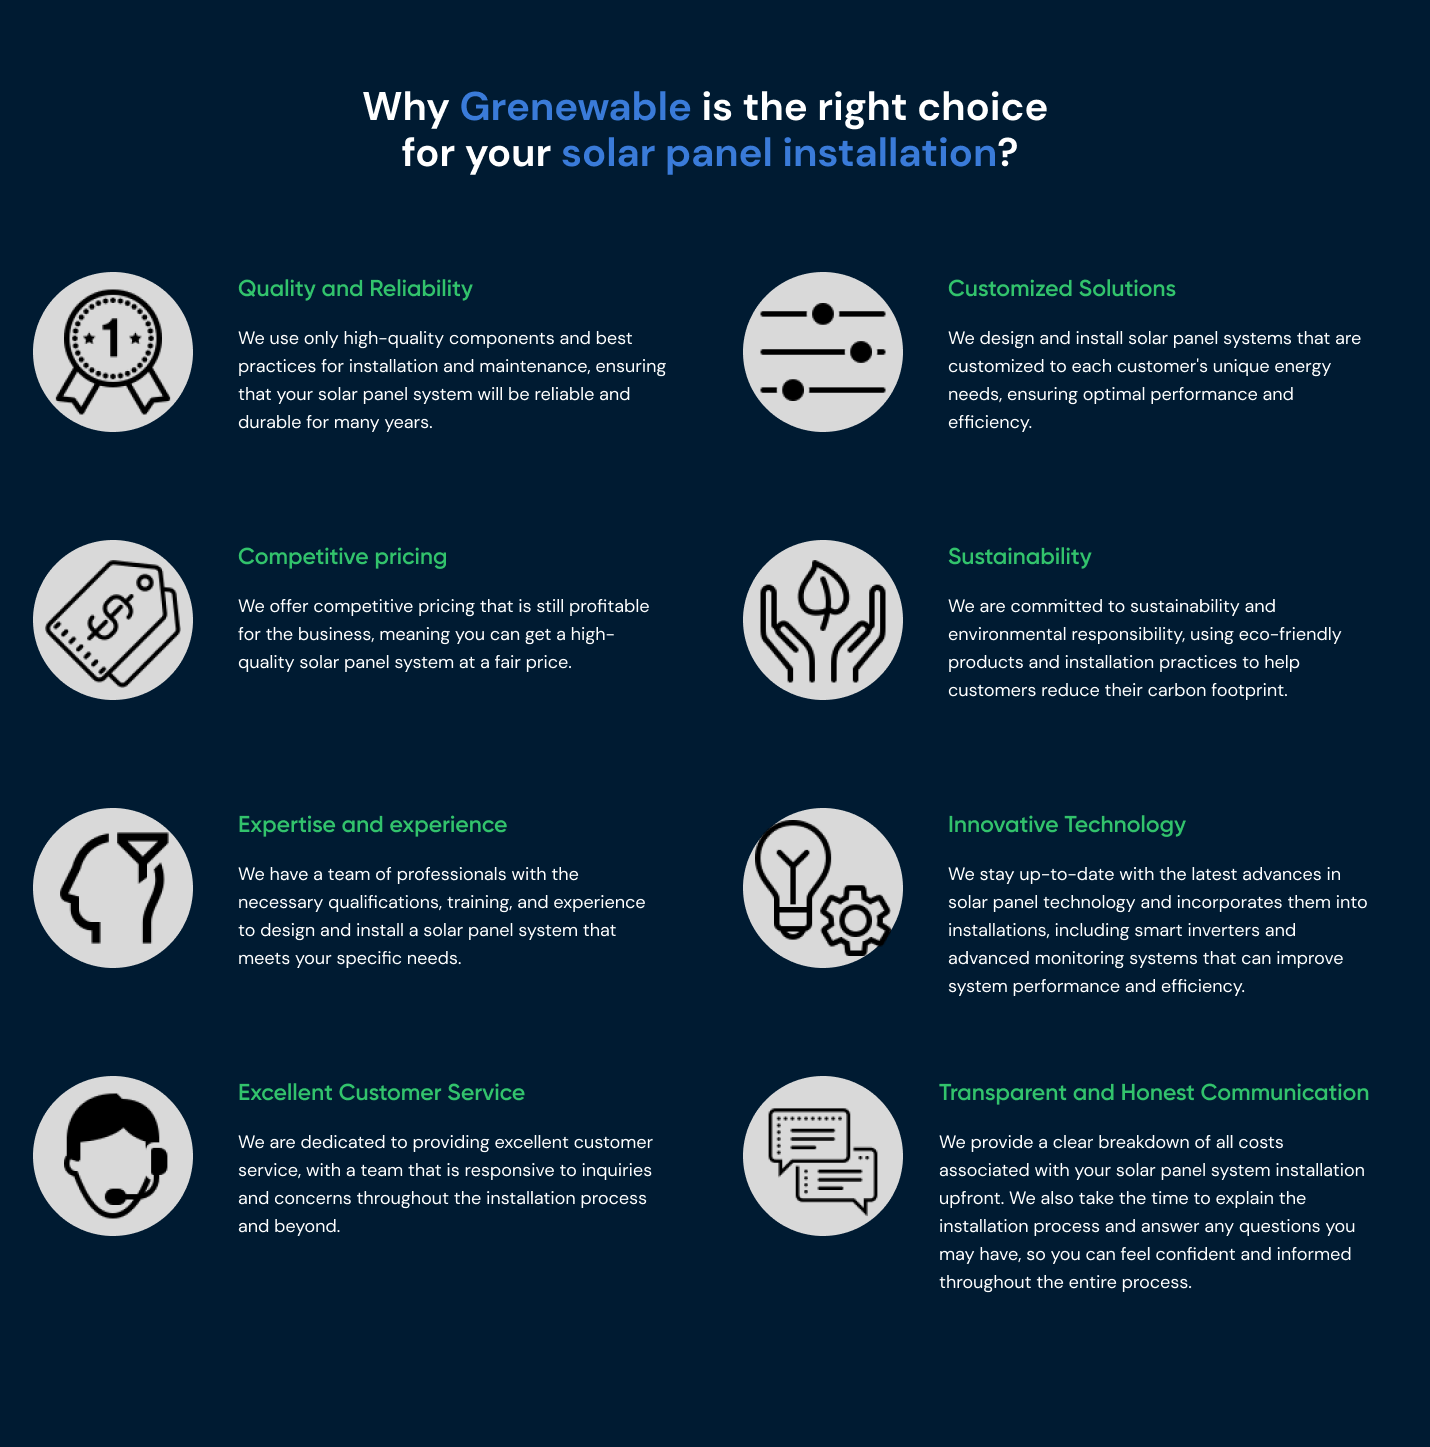 Why Grenewable is the right choice
for your solar panel installation?
1
Quality and Reliability
We use only high-quality components and best
practices for installation and maintenance, ensuring
that your solar panel system will be reliable and
durable for many years.
Customized Solutions
We design and install solar panel systems that are
customized to each customer's unique energy
needs, ensuring optimal performance and
efficiency.
$
Competitive pricing
We offer competitive pricing that is still profitable
for the business, meaning you can get a high-
quality solar panel system at a fair price.
Sustainability
We are committed to sustainability and
environmental responsibility, using eco-friendly
products and installation practices to help
customers reduce their carbon footprint.
Expertise and experience
We have a team of professionals with the
necessary qualifications, training, and experience
to design and install a solar panel system that
meets your specific needs.
Innovative Technology
We stay up-to-date with the latest advances in
solar panel technology and incorporates them into
installations, including smart inverters and
advanced monitoring systems that can improve
system performance and efficiency.
Excellent Customer Service
We are dedicated to providing excellent customer
service, with a team that is responsive to inquiries
and concerns throughout the installation process
and beyond.
Transparent and Honest Communication
We provide a clear breakdown of all costs
associated with your solar panel system installation
upfront. We also take the time to explain the
installation process and answer any questions you
may have, so you can feel confident and informed
throughout the entire process.